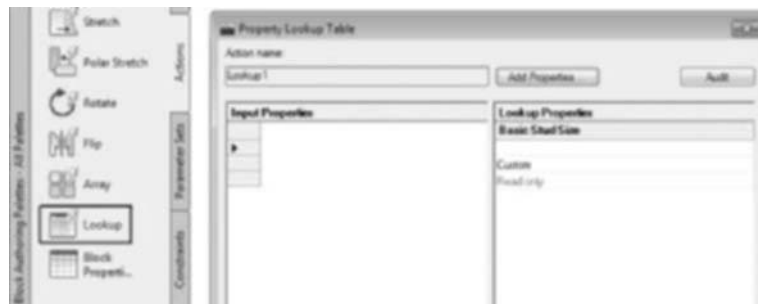 Block Authoring Palettes - All Palettes
Stretch
Polar Stretch
Rotate
Flip
Array
Lookup
Block
Properti...
Actions
Parameter Sets
Constraints
Property Lookup Table
Action name:
Lookup1
Add Properties...
Audit
Input Properties
Lookup Properties
Basic Stud Size
Custom
Read only